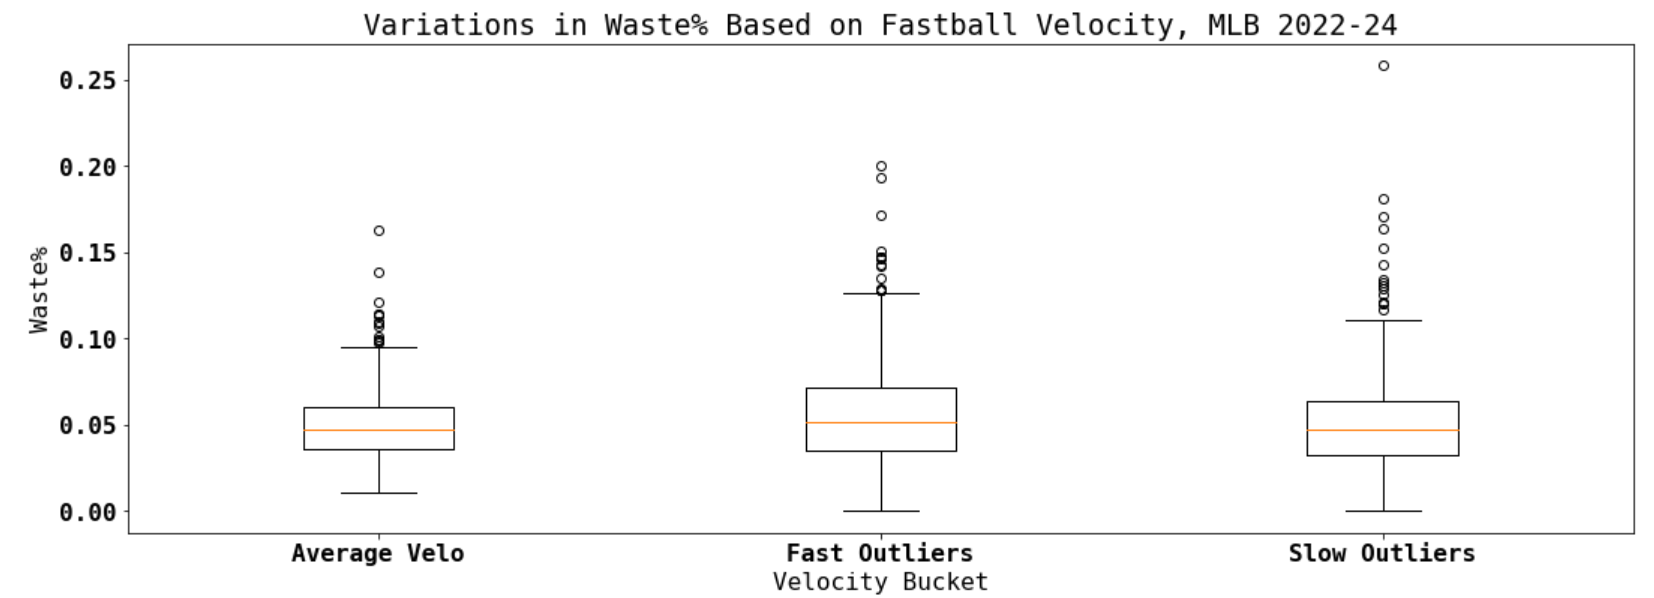 Variations in Waste% Based on Fastball Velocity, MLB 2022-24
0.25
0.20
0.15
0.10
0.05
0.00
Waste%
Average Velo
Fast Outliers
Slow Outliers
Velocity Bucket